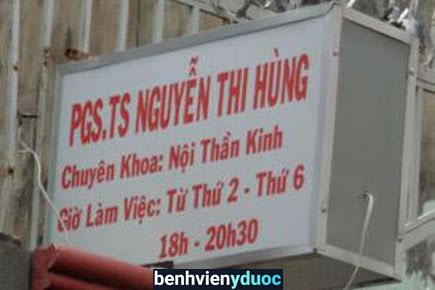 PGS.TS NGUYỄN THI HÙNG
Chuyên Khoa: Nội Thần Kinh
Giờ Làm Việc: Từ Thứ 2 - Thứ 6
18h - 20h30
benhvienyduoc